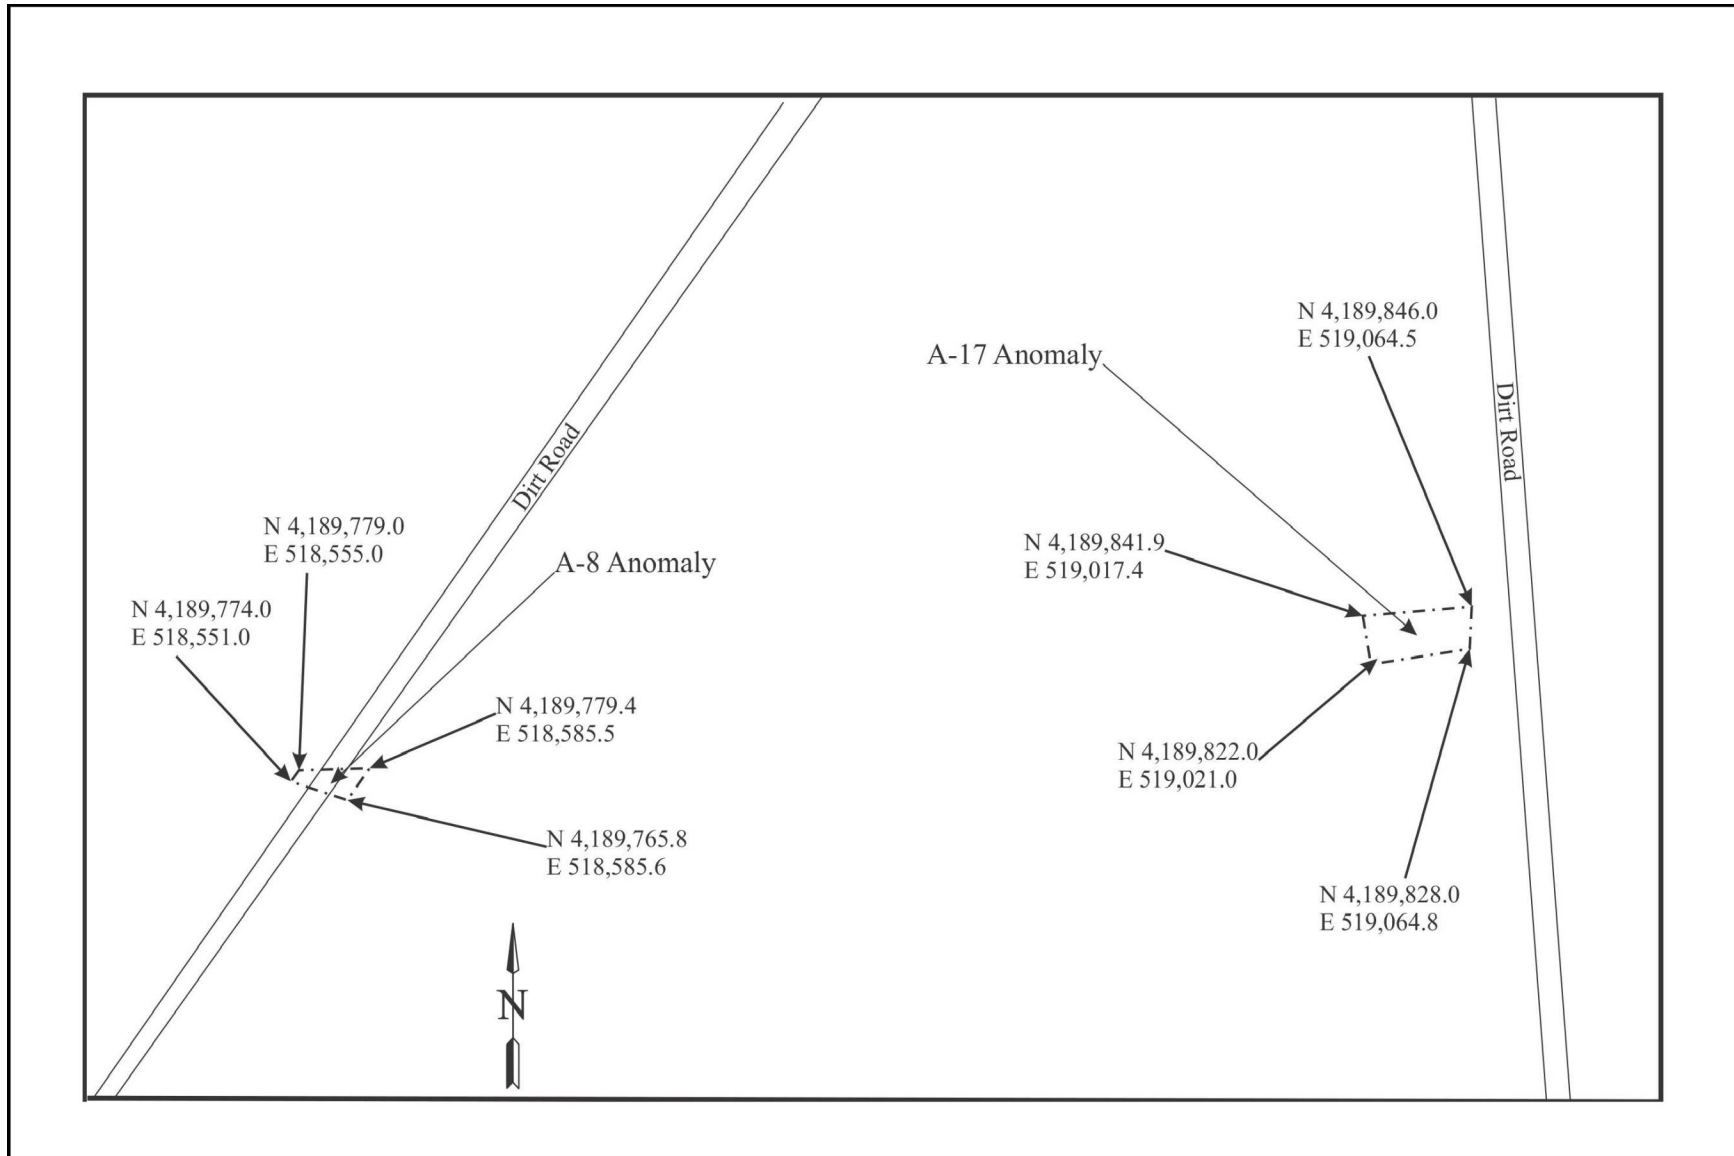 N 4,189,846.0
E 519,064.5
A-17 Anomaly
Dirt Road
Dirt Road
N 4,189,779.0
E 518,555.0
A-8 Anomaly
N 4,189,841.9
E 519,017.4
N 4,189,774.0
E 518,551.0
N 4,189,779.4
E 518,585.5
N 4,189,822.0
E 519,021.0
N 4,189,765.8
E 518,585.6
N 4,189,828.0
E 519,064.8
N